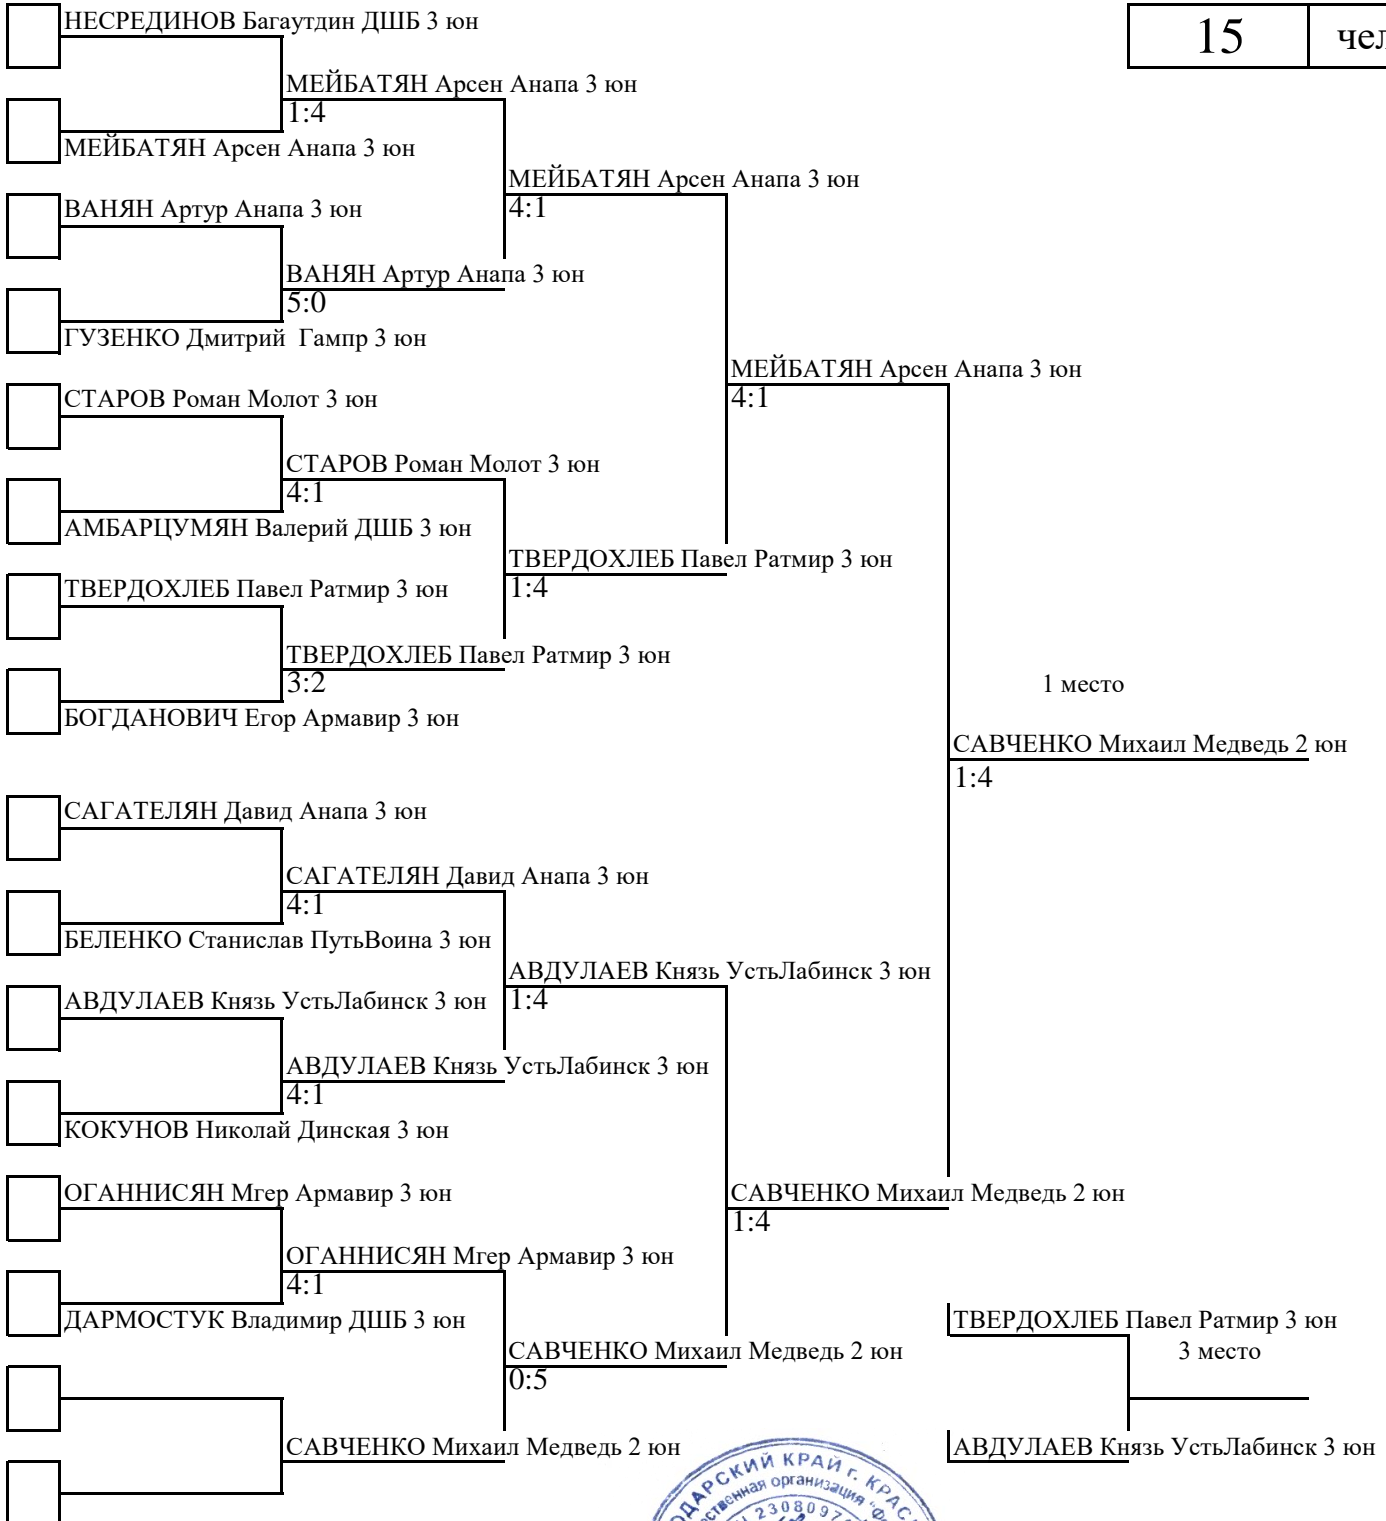 НЕСРЕДИНОВ Багаутдин ДШБ 3 юн
15
МЕЙБАТЯН Арсен Анапа 3 юн
1:4
МЕЙБАТЯН Арсен Анапа 3 юн
МЕЙБАТЯН Арсен Анапа 3 юн
4:1
ВАНЯН Артур Анапа 3 юн
ВАНЯН Артур Анапа 3 юн
5:0
ГУЗЕНКО Дмитрий Гампр 3 юн
МЕЙБАТЯН Арсен Анапа 3 юн
4:1
СТАРОВ Роман Молот 3 юн
СТАРОВ Роман Молот 3 юн
4:1
АМБАРЦУМЯН Валерий ДШБ 3 юн
ТВЕРДОХЛЕБ Павел Ратмир 3 юн
1:4
ТВЕРДОХЛЕБ Павел Ратмир 3 юн
ТВЕРДОХЛЕБ Павел Ратмир 3 юн
3:2
БОГДАНОВИЧ Егор Армавир 3 юн
1 место
САВЧЕНКО Михаил Медведь 2 юн
1:4
САГАТЕЛЯН Давид Анапа 3 юн
САГАТЕЛЯН Давид Анапа 3 юн
4:1
БЕЛЕНКО Станислав ПутьВоина 3 юн
АВДУЛАЕВ Князь УстьЛабинск 3 юн
1:4
АВДУЛАЕВ Князь УстьЛабинск 3 юн
АВДУЛАЕВ Князь УстьЛабинск 3 юн
4:1
КОКУНОВ Николай Динская 3 юн
ОГАННИСЯН Мгер Армавир 3 юн
САВЧЕНКО Михаил Медведь 2 юн
1:4
ОГАННИСЯН Мгер Армавир 3 юн
4:1
ДАРМОСТУК Владимир ДШБ 3 юн
ТВЕРДОХЛЕБ Павел Ратмир 3 юн
3 место
САВЧЕНКО Михаил Медведь 2 юн
0:5
САВЧЕНКО Михаил Медведь 2 юн
АВДУЛАЕВ Князь УстьЛабинск 3 юн
КРАЙ г.
организация